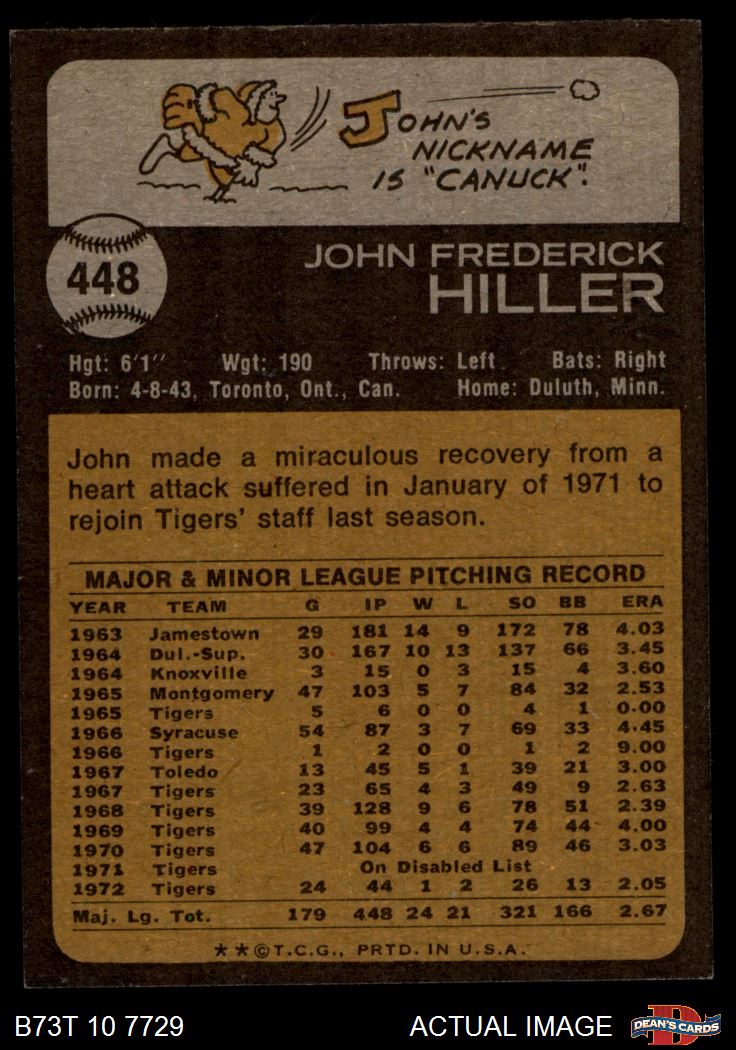 JOHN'S
NICKNAME
IS "CANUCK".
448
JOHN FREDERICK
HILLER
Hgt: 6'1" Wgt: 190 Throws: Left Bats: Right
Born: 4-8-43, Toronto, Ont., Can. Home: Duluth, Minn.
John made a miraculous recovery from a
heart attack suffered in January of 1971 to
rejoin Tigers' staff last season.
MAJOR & MINOR LEAGUE PITCHING RECORD
YEAR TEAM G IP W L SO BB ERA
1963 Jamestown 29 181 14 9 172 78 4.03
1964 Dul.-Sup. 30 167 10 13 137 66 3.45
1964 Knoxville 3 15 0 3 15 4 3.60
1965 Montgomery 47 103 5 7 84 32 2.53
1965 Tigers 5 6 0 0 4 1 0.00
1966 Syracuse 54 87 3 7 69 33 4.45
1966 Tigers 1 2 0 0 1 2 9.00
1967 Toledo 13 45 5 1 39 21 3.00
1967 Tigers 23 65 4 3 49 9 2.63
1968 Tigers 39 128 9 6 78 51 2.39
1969 Tigers 40 99 4 4 74 44 4.00
1970 Tigers 47 104 6 6 89 46 3.03
1971 Tigers On Disabled List
1972 Tigers 24 44 1 2 26 13 2.05
Maj. Lg. Tot. 179 448 24 21 321 166 2.67
★★©T.C.G., PRTD. IN U.S.A.
B73T 10 7729 ACTUAL IMAGE DEAN'S CARDS